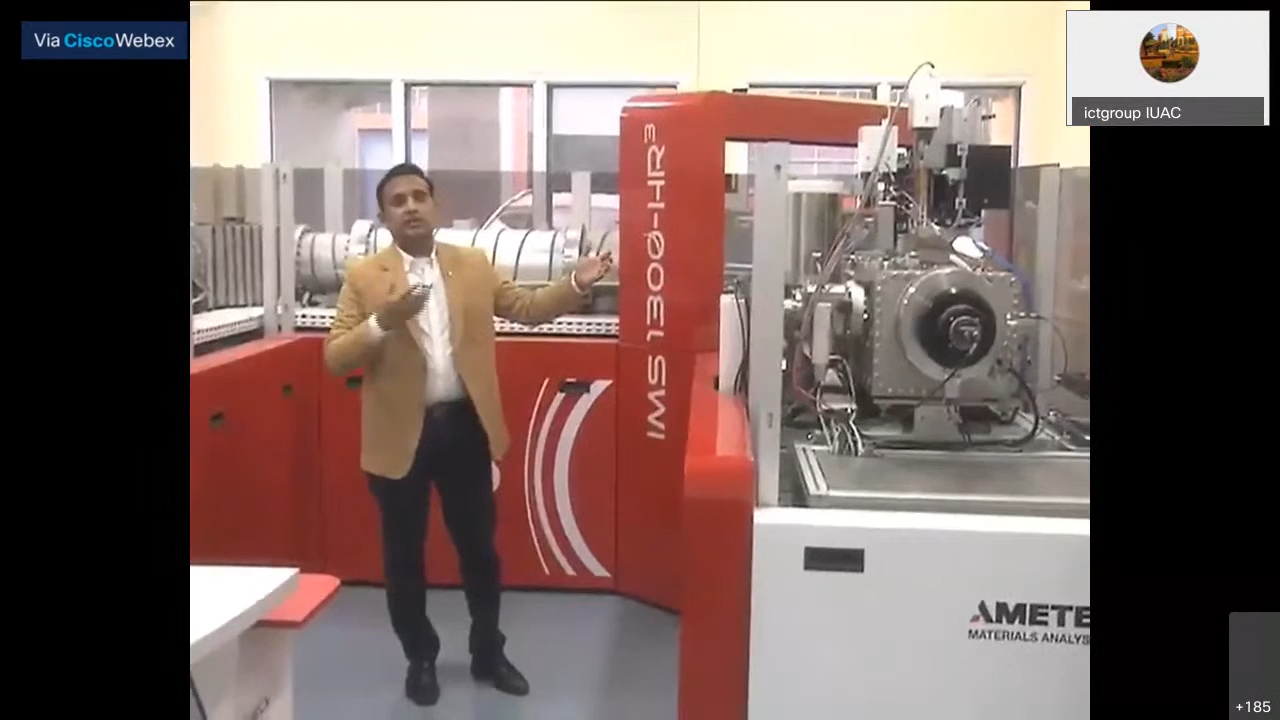 Via CiscoWebex
ictgroup IUAC
IMS 1300-HR³
AMETE
MATERIALS ANALYS
+185